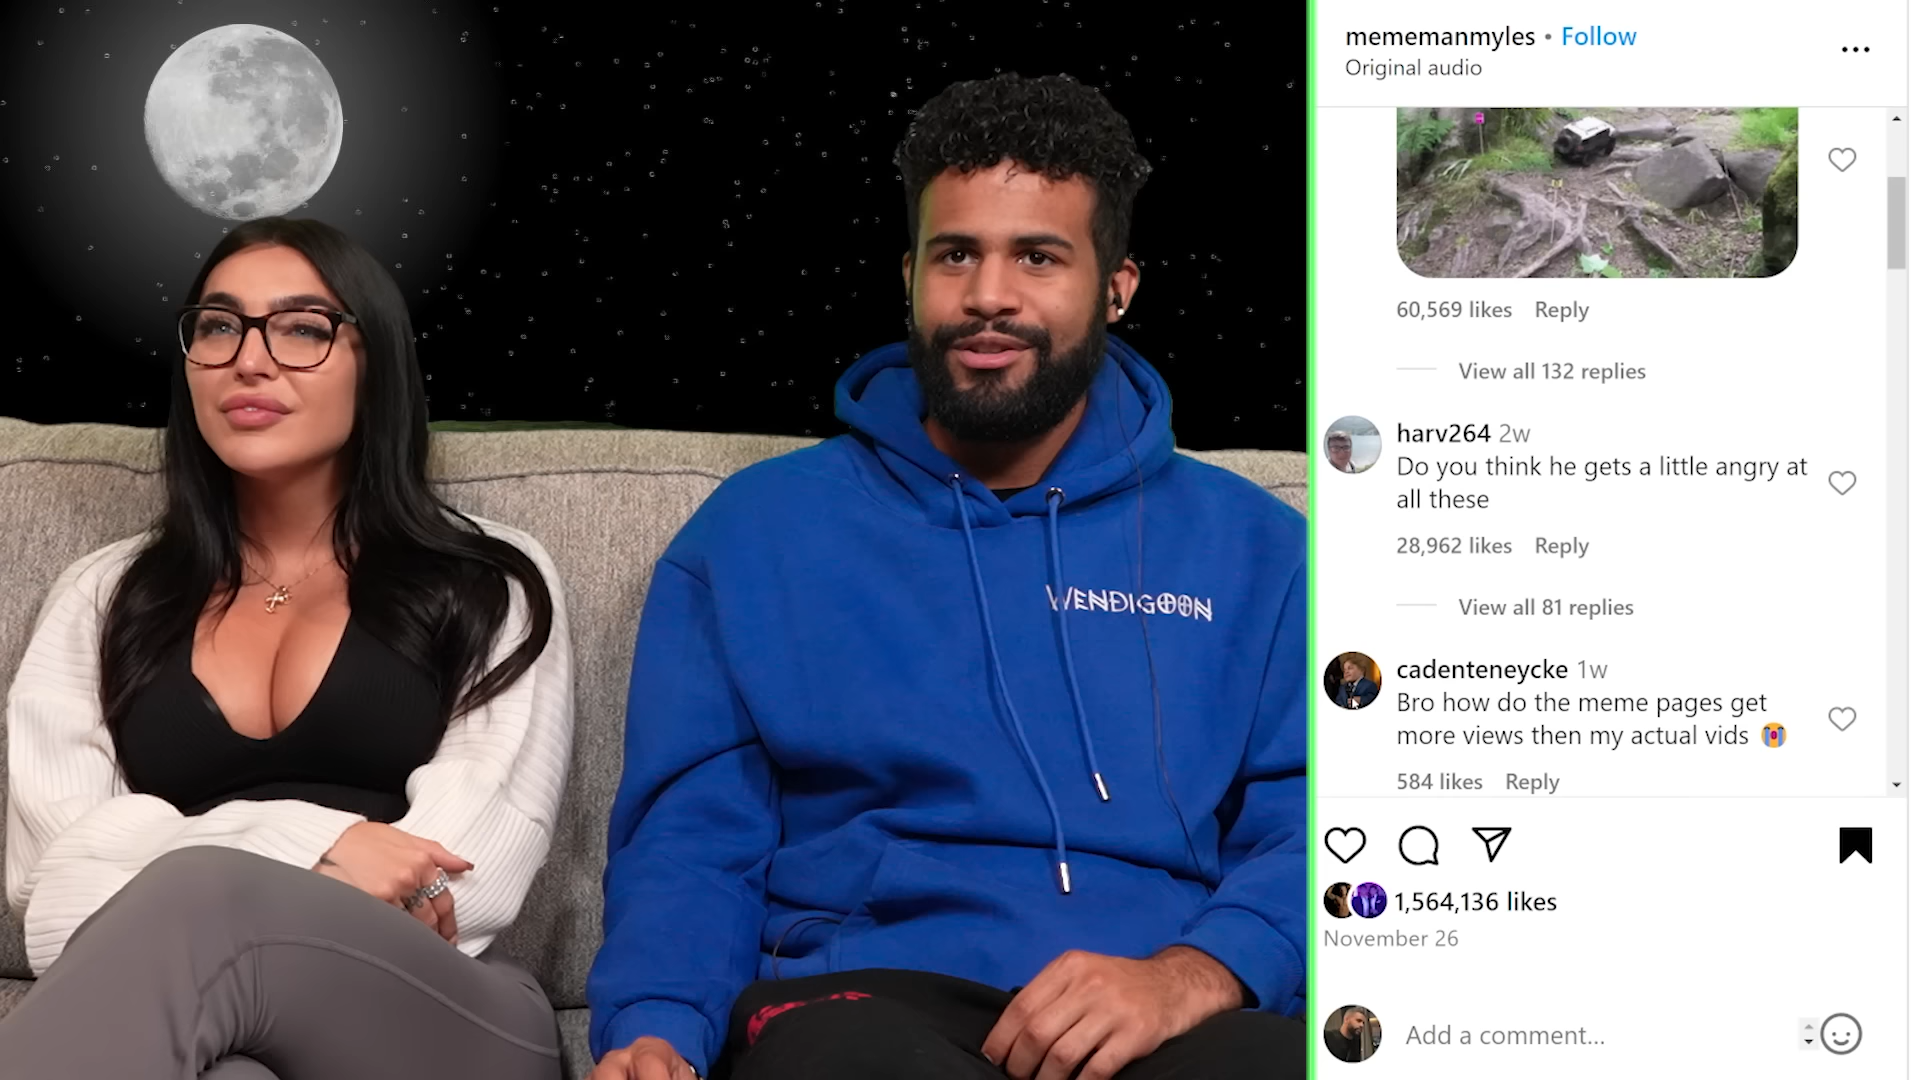 WENDIGOON
mememanmyles • Follow
Original audio
60,569 likes Reply
View all 132 replies
harv264 2w
Do you think he gets a little angry at
all these
28,962 likes Reply
View all 81 replies
cadenteneycke 1w
Bro how do the meme pages get
more views then my actual vids 😭
584 likes Reply
1,564,136 likes
November 26
Add a comment...